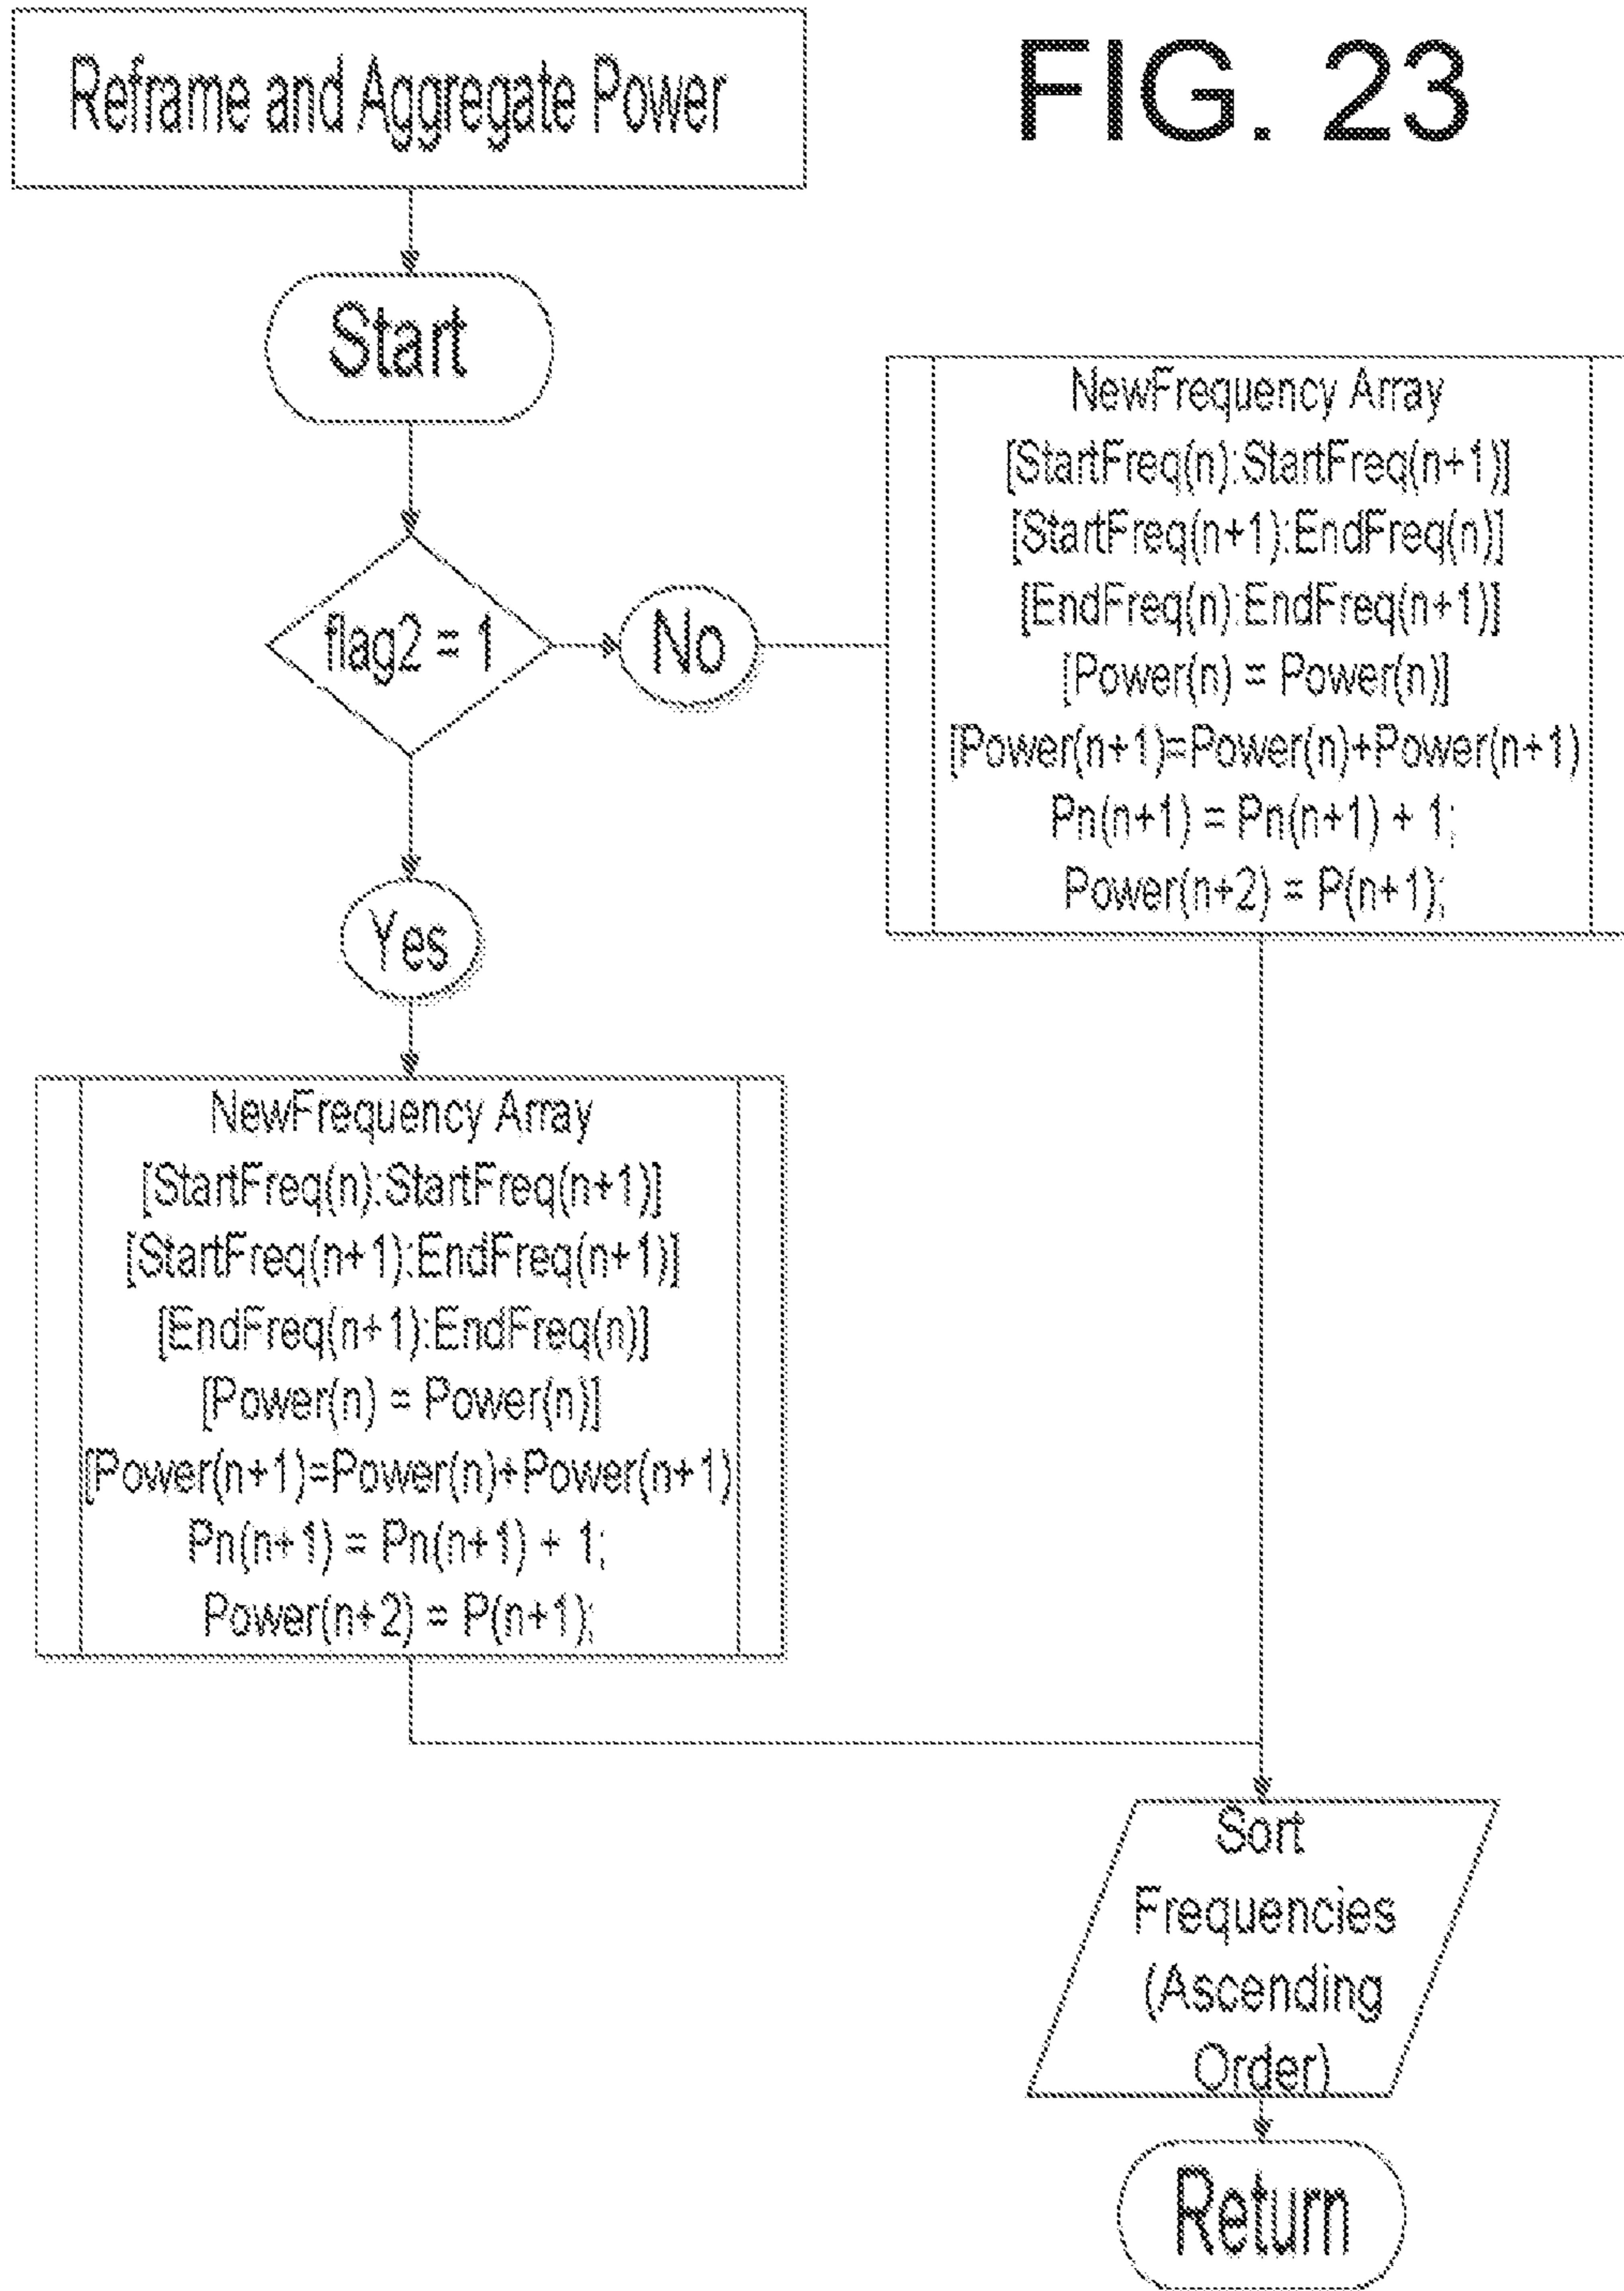 Reframe and Aggregate Power
FIG. 23
Start
flag2 = 1
No
NewFrequency Array
[StartFreq(n):StartFreq(n+1)]
[StartFreq(n+1):EndFreq(n)]
[EndFreq(n):EndFreq(n+1)]
[Power(n) = Power(n)]
[Power(n+1)=Power(n)+Power(n+1)
Pn(n+1) = Pn(n+1) + 1;
Power(n+2) = P(n+1);
Yes
NewFrequency Array
[StartFreq(n):StartFreq(n+1)]
[StartFreq(n+1):EndFreq(n+1)]
[EndFreq(n+1):EndFreq(n)]
[Power(n) = Power(n)]
[Power(n+1)=Power(n)+Power(n+1)
Pn(n+1) = Pn(n+1) + 1;
Power(n+2) = P(n+1);
Sort
Frequencies
(Ascending
Order)
Return